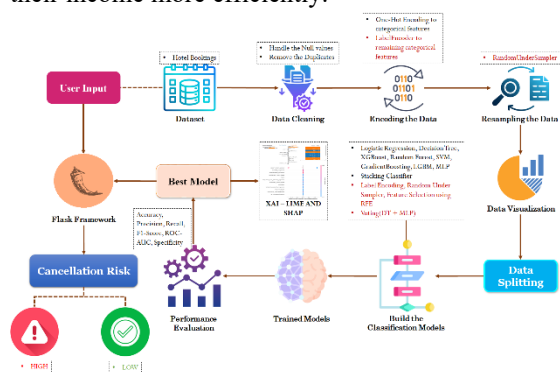 their income more efficiently.
User Input
• Hotel Bookings
Dataset
• Handle the Null values
• Remove the Duplicates
Data Cleaning
• One-Hot Encoding to
categorical features
• LabelEncoder to
remaining categorical
features
Encoding the Data
• RandomUnderSampler
Resampling the Data
Data Visualization
Data
Splitting
• Logistic Regression, DecisionTree,
XGBoost, Random Forest, SVM,
GradientBoosting, LGBM, MLP
• Stacking Classifier
• Label Encoding, Random Under
Sampler, Feature Selection using
RFE
• Voting(DT + MLP)
Build the
Classification Models
Trained Models
Accuracy,
Precision, Recall,
F1-Score, ROC-
AUC, Specificity
Performance
Evaluation
XAI – LIME AND
SHAP
Best Model
Flask Framework
Cancellation Risk
• HIGH
• LOW